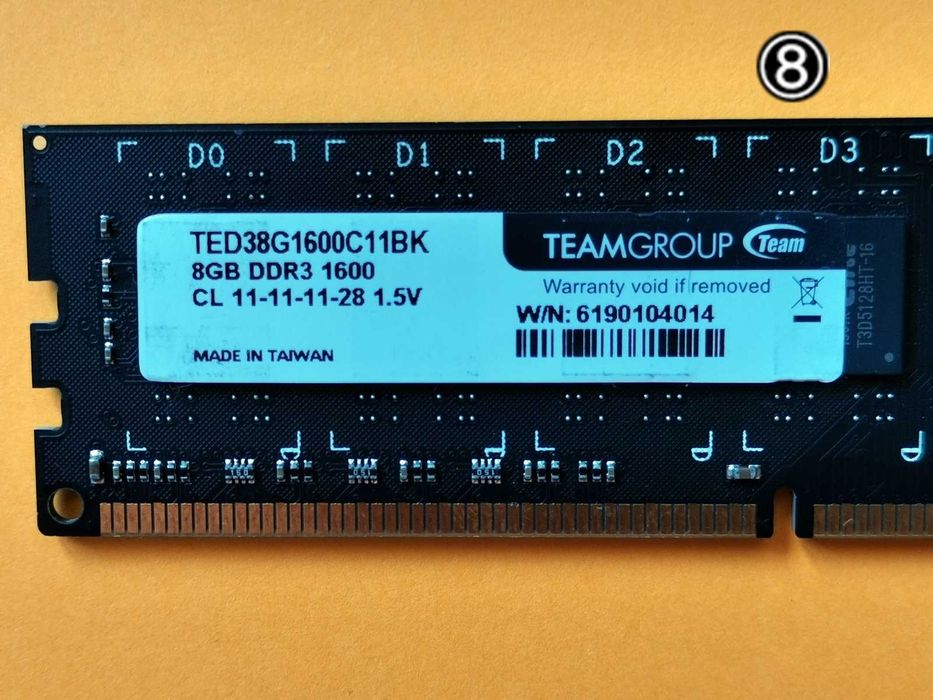 ⑧
D0 D1 D2 D3
TED38G1600C11BK
8GB DDR3 1600
CL 11-11-11-28 1.5V
MADE IN TAIWAN
TEAMGROUP Team
Warranty void if removed
W/N: 6190104014
T3D5128HT-16